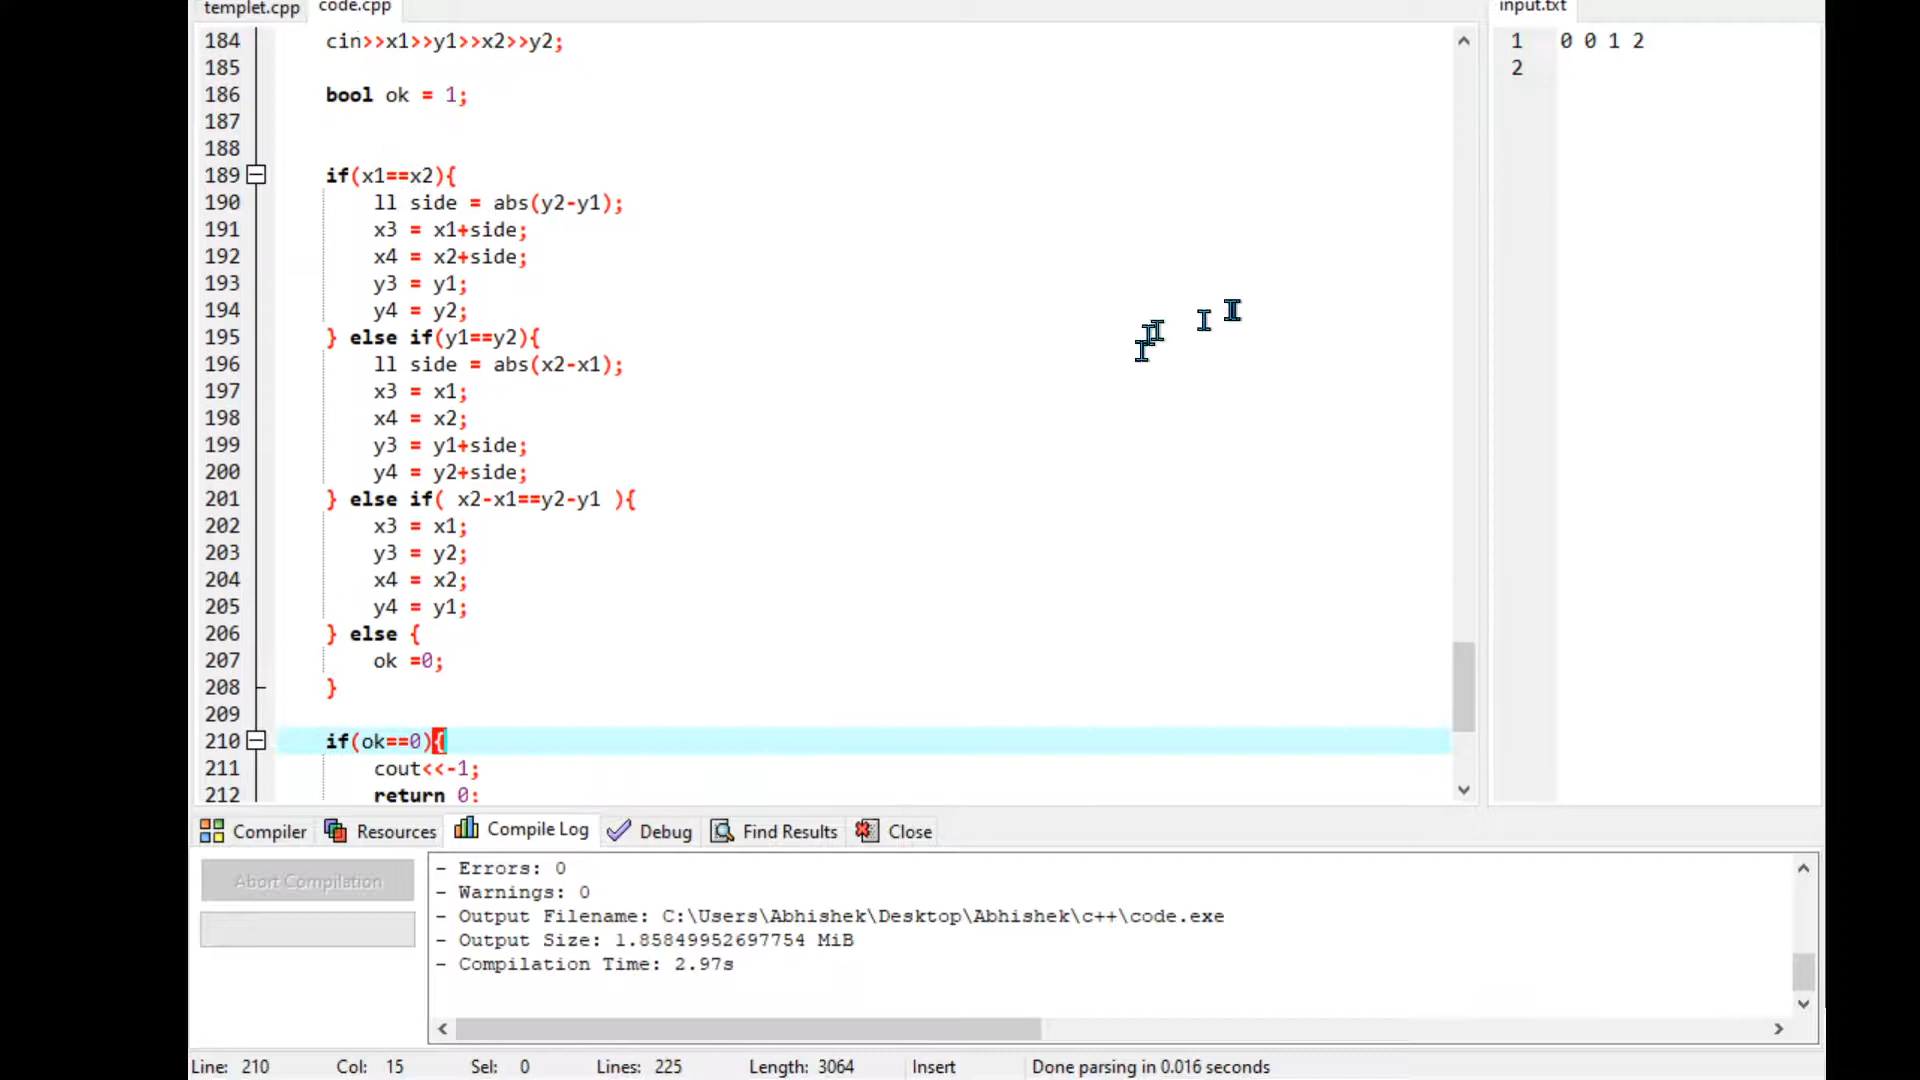 templet.cpp code.cpp input.txt
184 cin>>x1>>y1>>x2>>y2;
185
186 bool ok = 1;
187
188
189 if(x1==x2){
190 ll side = abs(y2-y1);
191 x3 = x1+side;
192 x4 = x2+side;
193 y3 = y1;
194 y4 = y2;
195 } else if(y1==y2){
196 ll side = abs(x2-x1);
197 x3 = x1;
198 x4 = x2;
199 y3 = y1+side;
200 y4 = y2+side;
201 } else if( x2-x1==y2-y1 ){
202 x3 = x1;
203 y3 = y2;
204 x4 = x2;
205 y4 = y1;
206 } else {
207 ok =0;
208 }
209
210 if(ok==0){
211 cout<<-1;
212 return 0;
1 0 0 1 2
2
Compiler Resources Compile Log Debug Find Results Close
Abort Compilation
- Errors: 0
- Warnings: 0
- Output Filename: C:\Users\Abhishek\Desktop\Abhishek\c++\code.exe
- Output Size: 1.85849952697754 MiB
- Compilation Time: 2.97s
Line: 210 Col: 15 Sel: 0 Lines: 225 Length: 3064 Insert Done parsing in 0.016 seconds